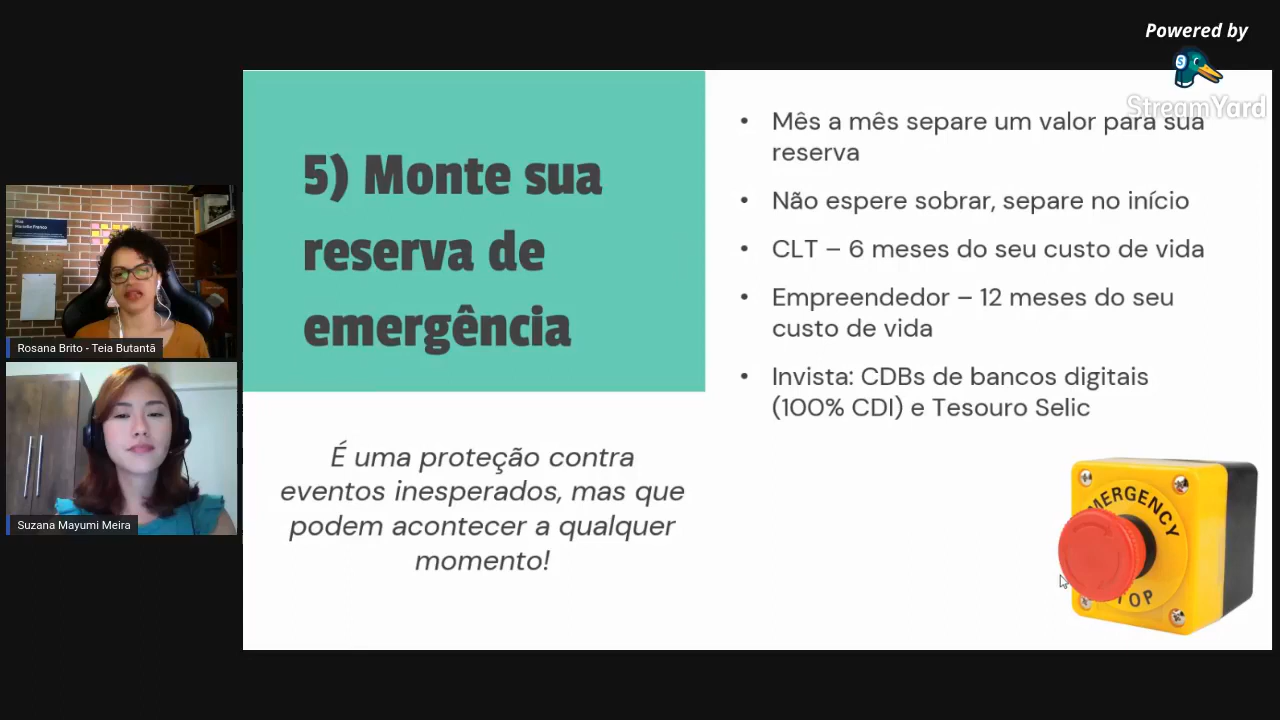 Powered by
StreamYard
5) Monte sua
reserva de
emergência
É uma proteção contra
eventos inesperados, mas que
podem acontecer a qualquer
momento!
• Mês a mês separe um valor para sua
reserva
• Não espere sobrar, separe no início
• CLT – 6 meses do seu custo de vida
• Empreendedor – 12 meses do seu
custo de vida
• Invista: CDBs de bancos digitais
(100% CDI) e Tesouro Selic
EMERGENCY
STOP
Rua
Marielle Franco
Rosana Brito - Teia Butantã
Suzana Mayumi Meira